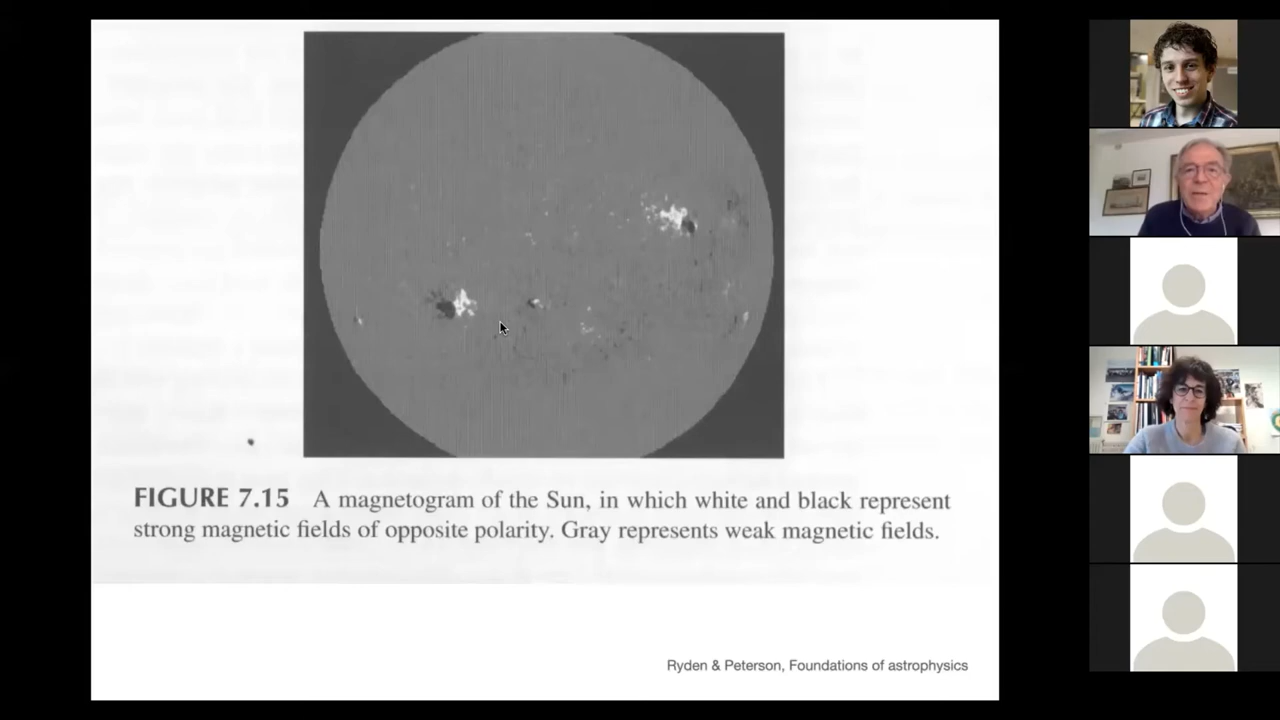 FIGURE 7.15 A magnetogram of the Sun, in which white and black represent
strong magnetic fields of opposite polarity. Gray represents weak magnetic fields.
Ryden & Peterson, Foundations of astrophysics